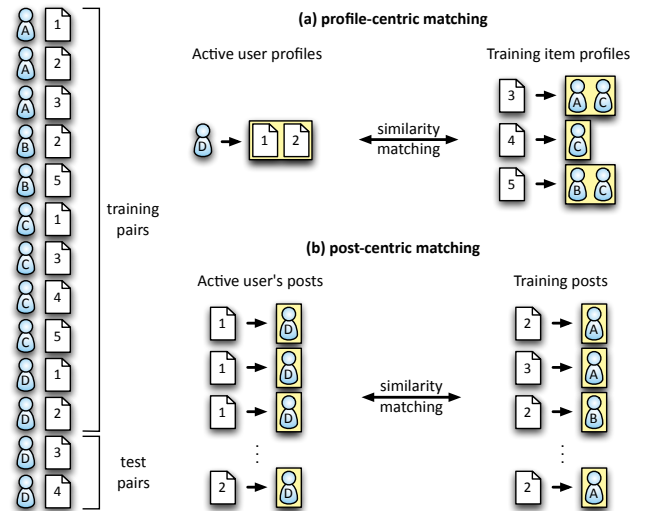 A 1
A 2
A 3
B 2
B 5
C 1
C 3
C 4
C 5
D 1
D 2
D 3
D 4
training
pairs
test
pairs
(a) profile-centric matching
Active user profiles
Training item profiles
D 1 2
similarity
matching
3 A C
4 C
5 B C
(b) post-centric matching
Active user's posts
Training posts
1 D
1 D
1 D
2 D
similarity
matching
2 A
3 A
2 B
2 A